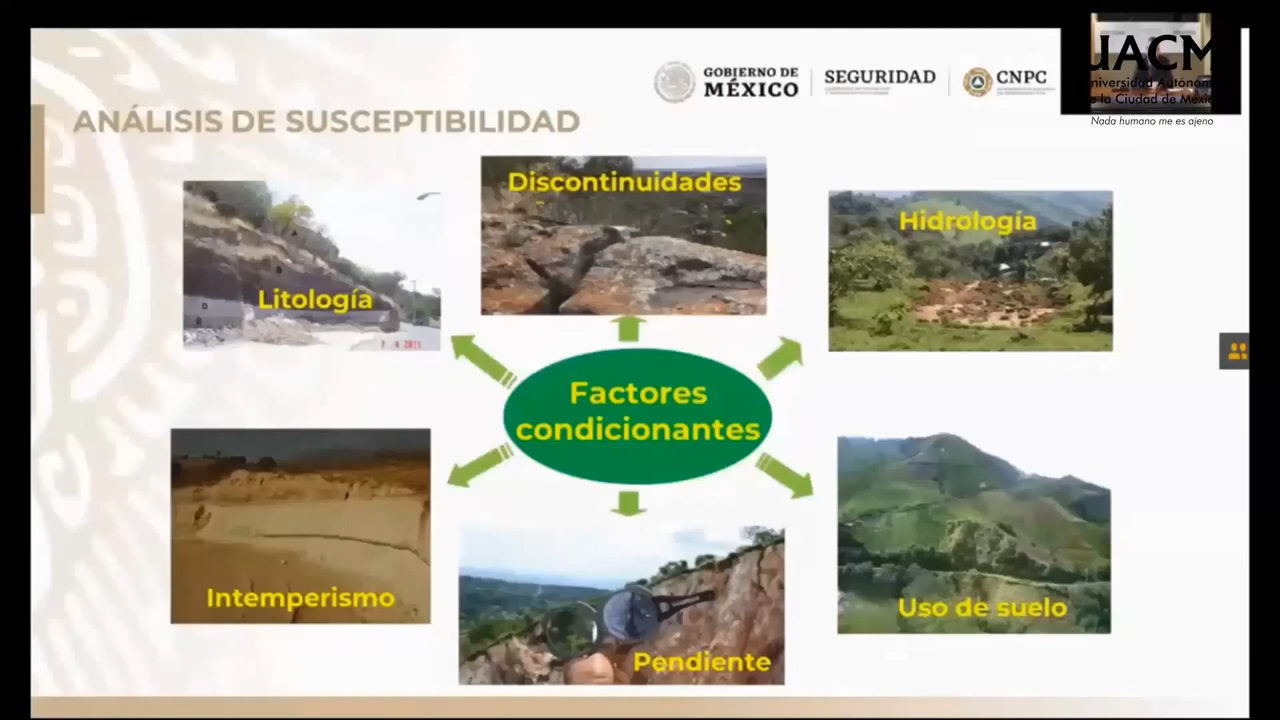 GOBIERNO DE
MÉXICO
SEGURIDAD
CNPC
UACM
Universidad Autónoma
de la Ciudad de México
Nada humano me es ajeno
ANÁLISIS DE SUSCEPTIBILIDAD
Discontinuidades
Hidrología
Litología
A
B
D
Factores
condicionantes
Intemperismo
Uso de suelo
Pendiente